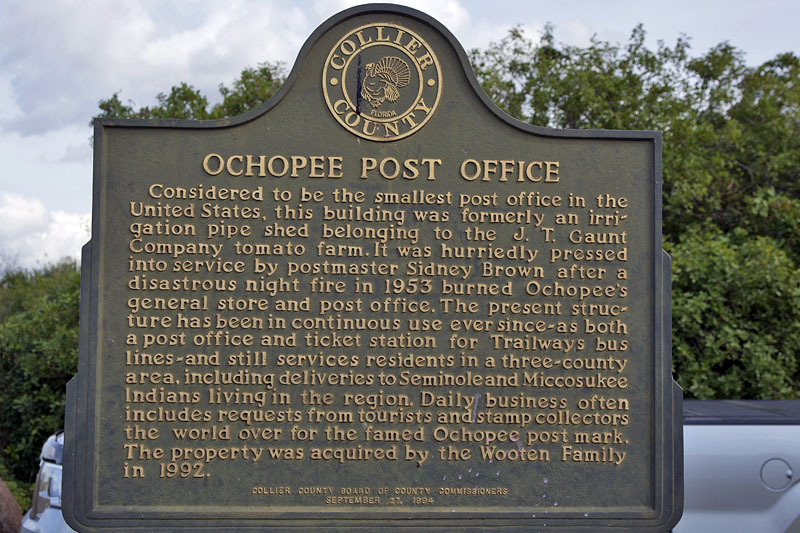 COLLIER COUNTY
FLORIDA
OCHOPEE POST OFFICE
Considered to be the smallest post office in the
United States, this building was formerly an irri-
gation pipe shed belonging to the J. T. Gaunt
Company tomato farm. It was hurriedly pressed
into service by postmaster Sidney Brown after a
disastrous night fire in 1953 burned Ochopee's
general store and post office. The present struc-
ture has been in continuous use ever since-as both
a post office and ticket station for Trailways bus
lines-and still services residents in a three-county
area, including deliveries to Seminole and Miccosukee
Indians living in the region. Daily business often
includes requests from tourists and stamp collectors
the world over for the famed Ochopee post mark.
The property was acquired by the Wooten Family
in 1992.
COLLIER COUNTY BOARD OF COUNTY COMMISSIONERS
SEPTEMBER 27, 1994